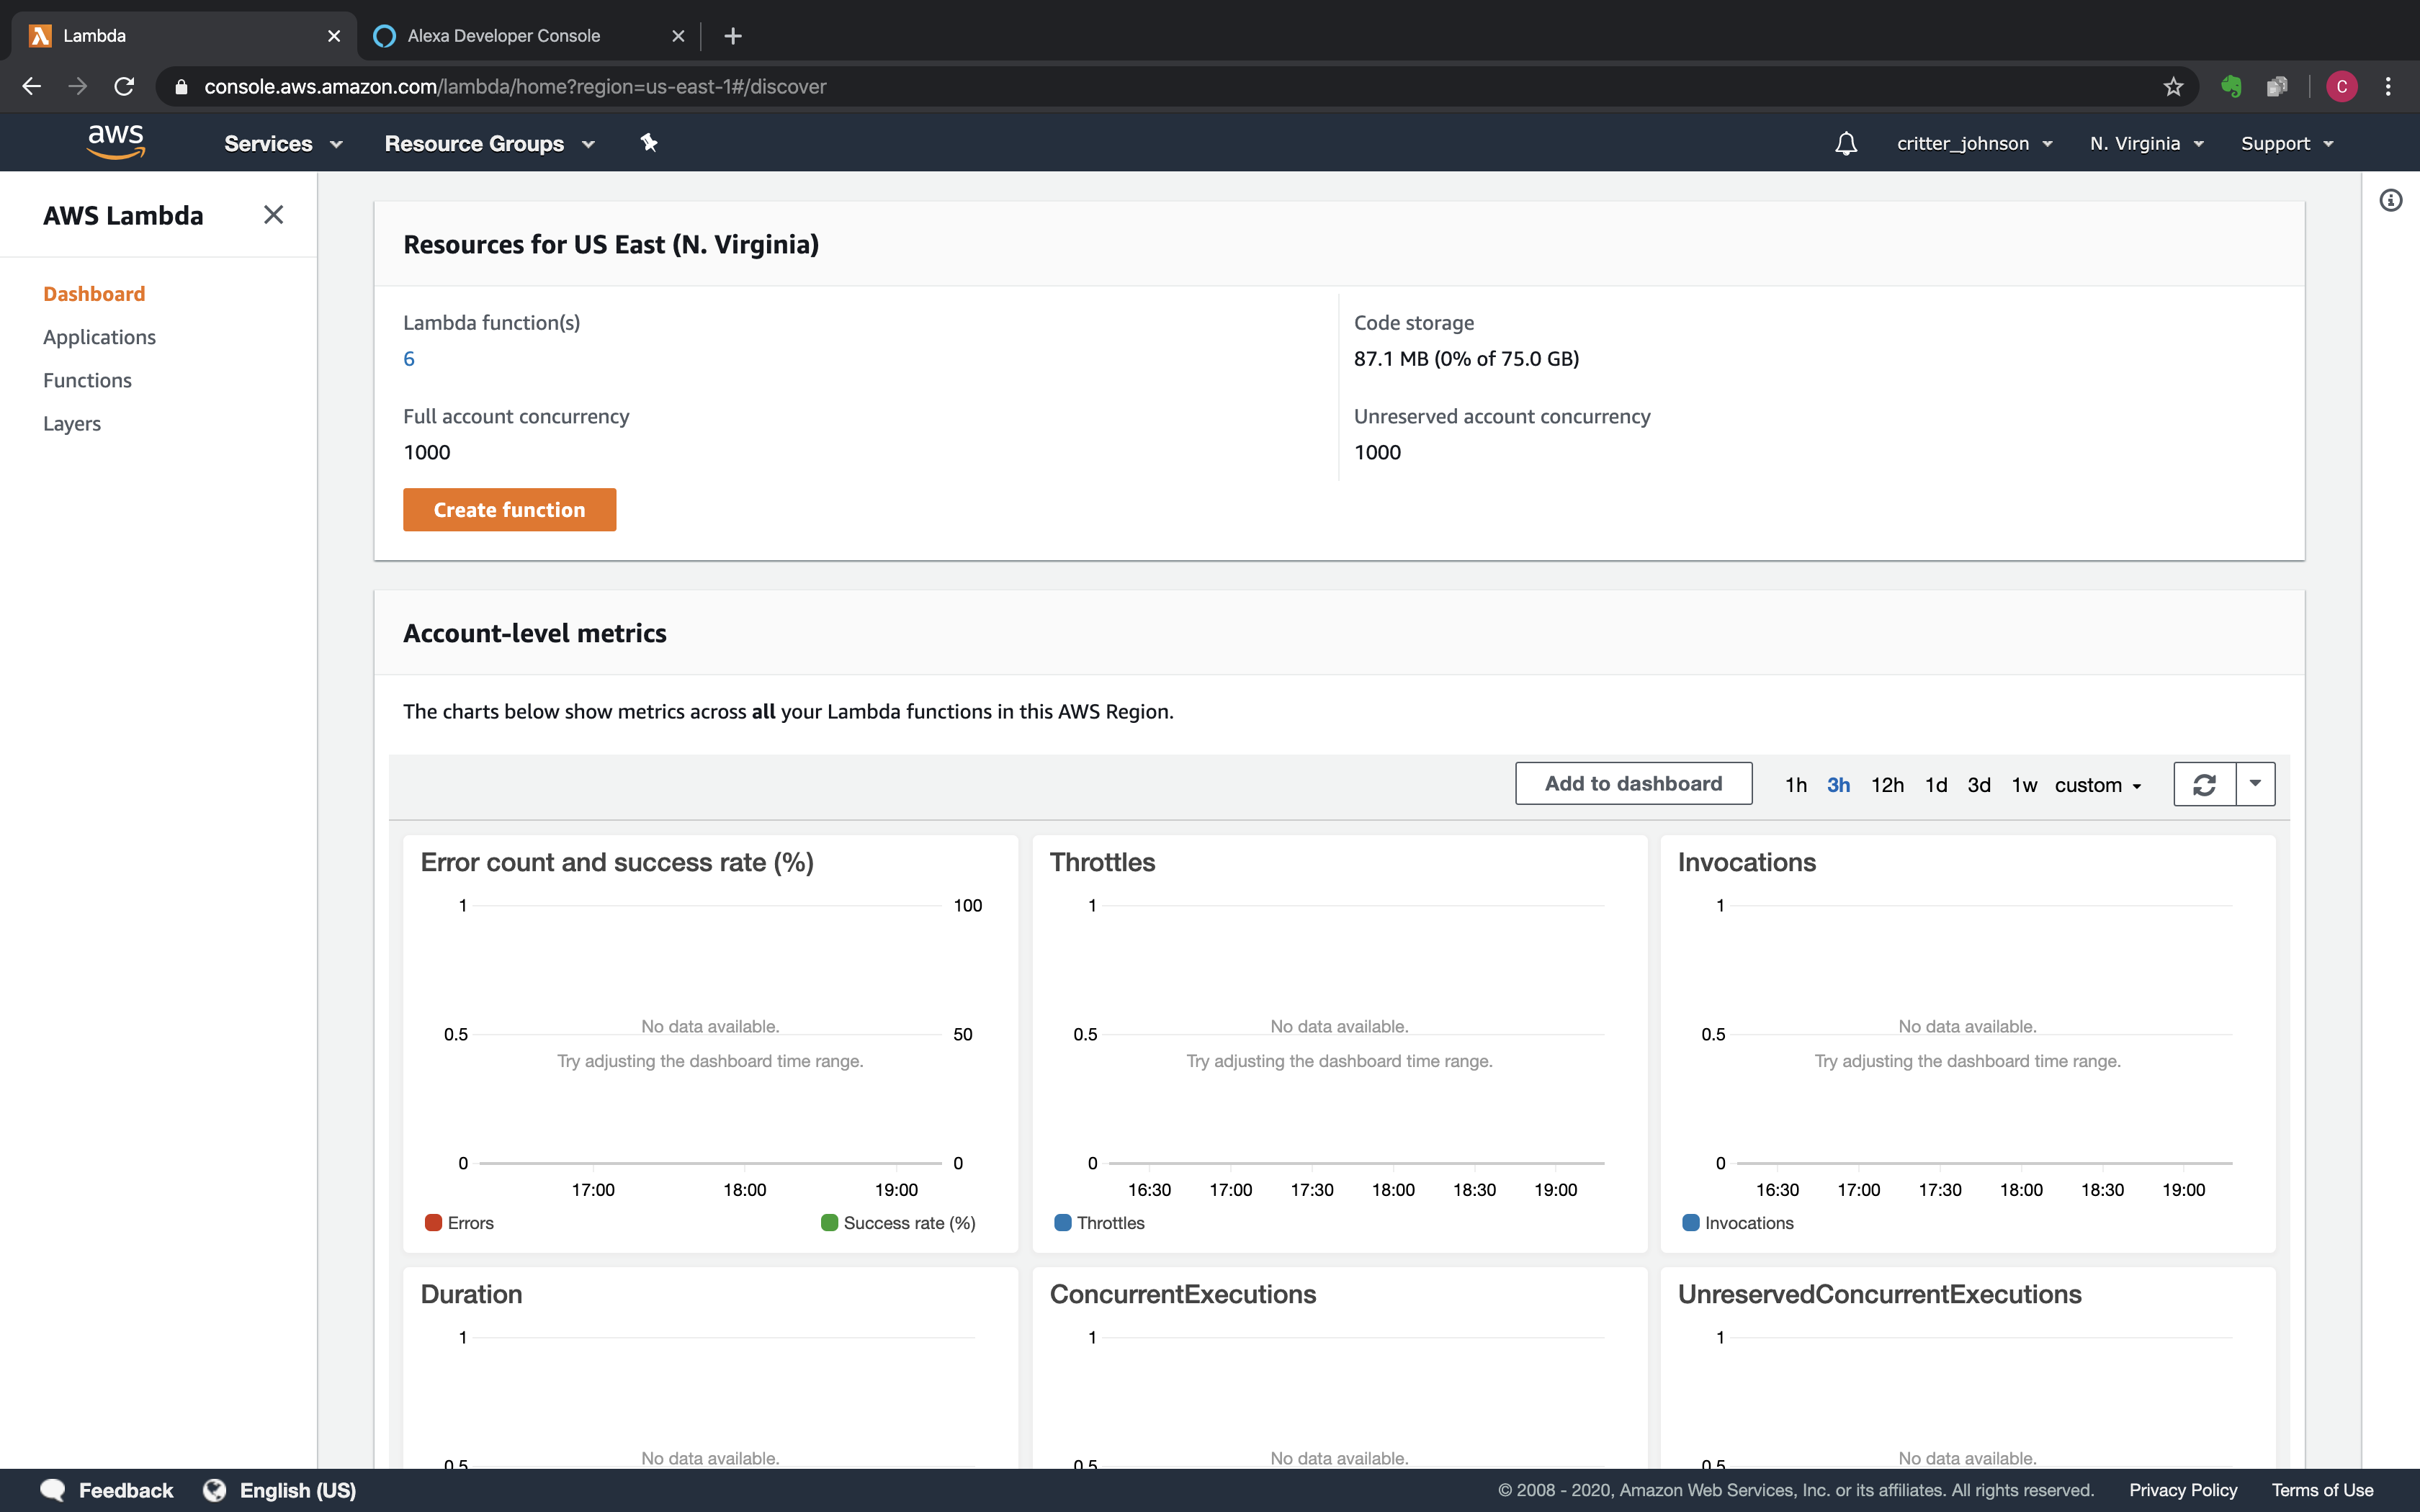 Lambda
Alexa Developer Console
console.aws.amazon.com/lambda/home?region=us-east-1#/discover
C
aws
Services
Resource Groups
critter_johnson
N. Virginia
Support
AWS Lambda
Dashboard
Applications
Functions
Layers
Resources for US East (N. Virginia)
Lambda function(s)
6
Code storage
87.1 MB (0% of 75.0 GB)
Full account concurrency
1000
Unreserved account concurrency
1000
Create function
Account-level metrics
The charts below show metrics across all your Lambda functions in this AWS Region.
Add to dashboard
1h 3h 12h 1d 3d 1w custom
Error count and success rate (%)
1 100
No data available.
0.5 50
Try adjusting the dashboard time range.
0 0
17:00 18:00 19:00
Errors Success rate (%)
Throttles
1
No data available.
0.5
Try adjusting the dashboard time range.
0
16:30 17:00 17:30 18:00 18:30 19:00
Throttles
Invocations
1
No data available.
0.5
Try adjusting the dashboard time range.
0
16:30 17:00 17:30 18:00 18:30 19:00
Invocations
Duration
1
No data available.
0.5
ConcurrentExecutions
1
No data available.
0.5
UnreservedConcurrentExecutions
1
No data available.
0.5
Feedback
English (US)
© 2008 - 2020, Amazon Web Services, Inc. or its affiliates. All rights reserved.
Privacy Policy
Terms of Use